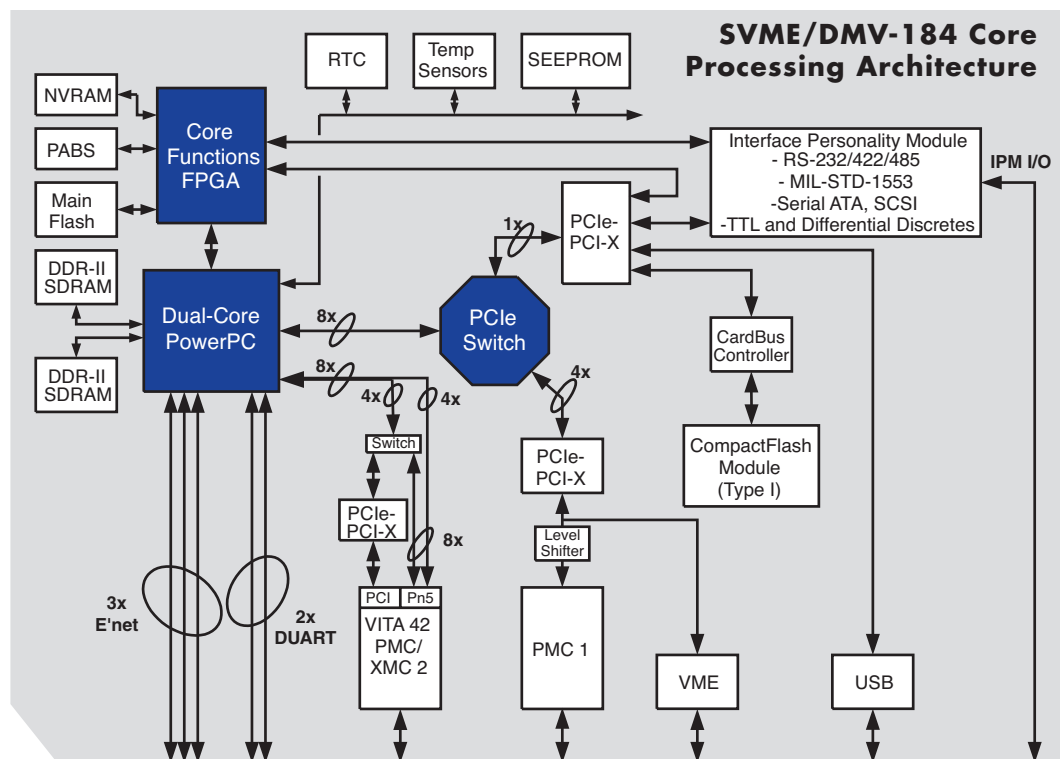 SVME/DMV-184 Core
Processing Architecture
RTC
Temp
Sensors
SEEPROM
NVRAM
PABS
Main
Flash
Core
Functions
FPGA
Interface Personality Module
- RS-232/422/485
- MIL-STD-1553
-Serial ATA, SCSI
-TTL and Differential Discretes
IPM I/O
PCIe-
PCI-X
1x
DDR-II
SDRAM
DDR-II
SDRAM
Dual-Core
PowerPC
8x
PCIe
Switch
CardBus
Controller
8x
4x
4x
4x
Switch
PCIe-
PCI-X
CompactFlash
Module
(Type I)
PCIe-
PCI-X
8x
Level
Shifter
3x
E'net
2x
DUART
PCI
Pn5
VITA 42
PMC/
XMC 2
PMC 1
VME
USB